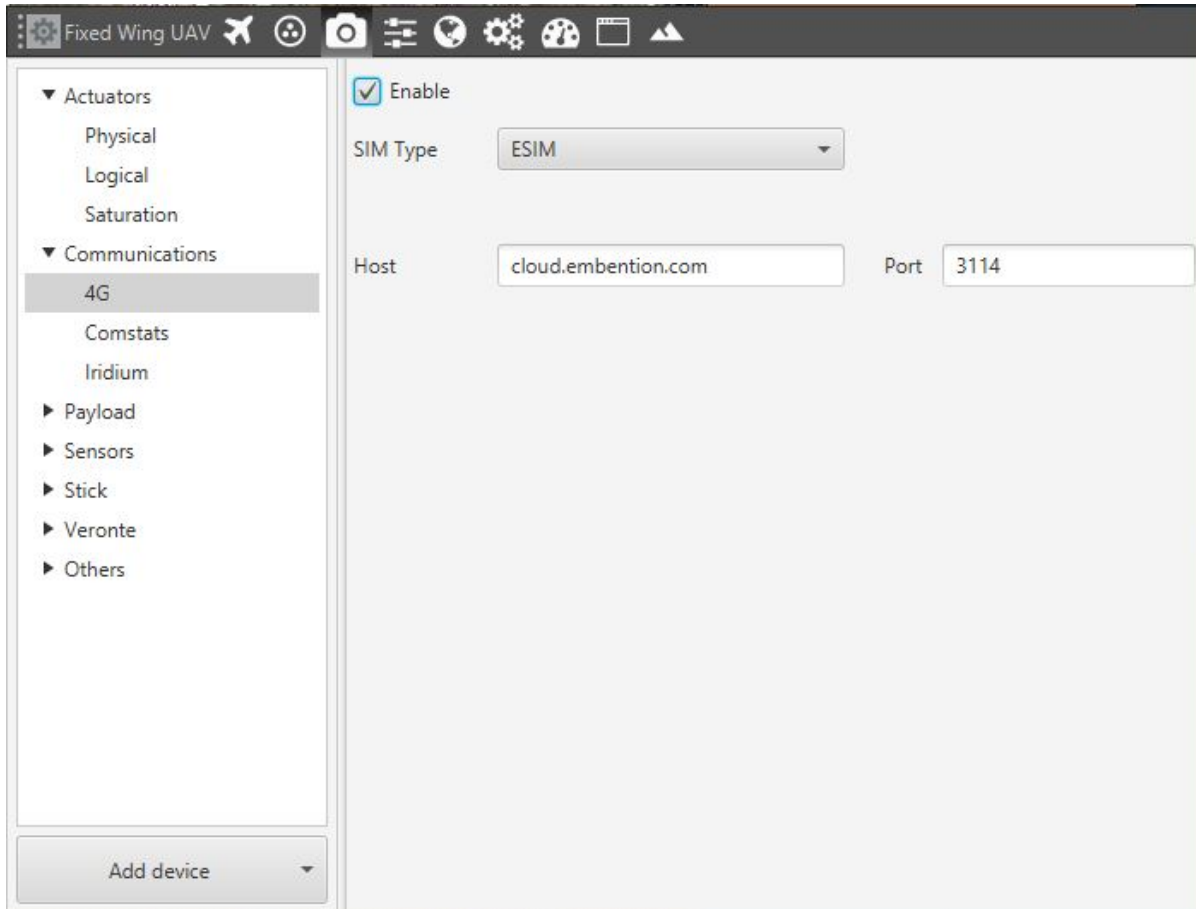 Fixed Wing UAV
Actuators
Physical
Logical
Saturation
Communications
4G
Comstats
Iridium
Payload
Sensors
Stick
Veronte
Others
Add device
Enable
SIM Type ESIM
Host cloud.embention.com Port 3114